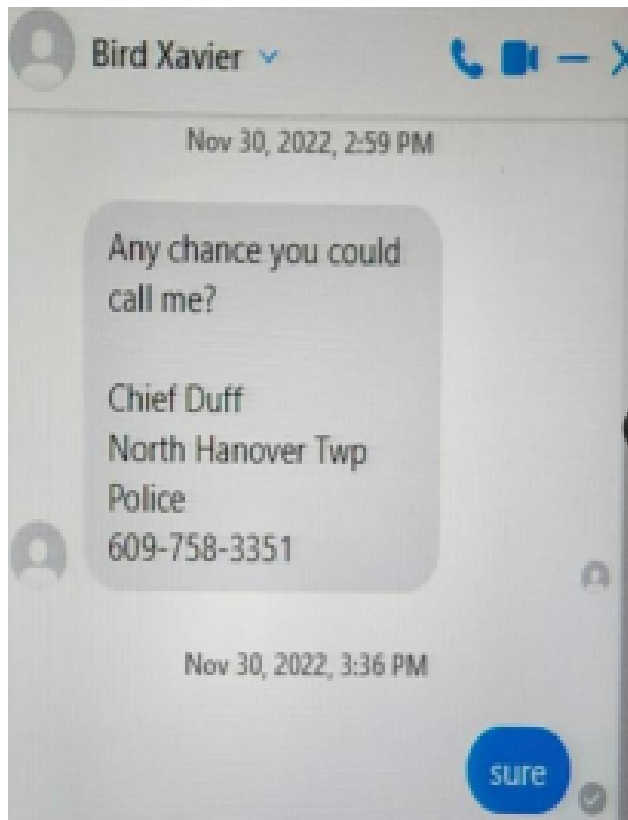 Bird Xavier
Nov 30, 2022, 2:59 PM
Any chance you could
call me?
Chief Duff
North Hanover Twp
Police
609-758-3351
Nov 30, 2022, 3:36 PM
sure